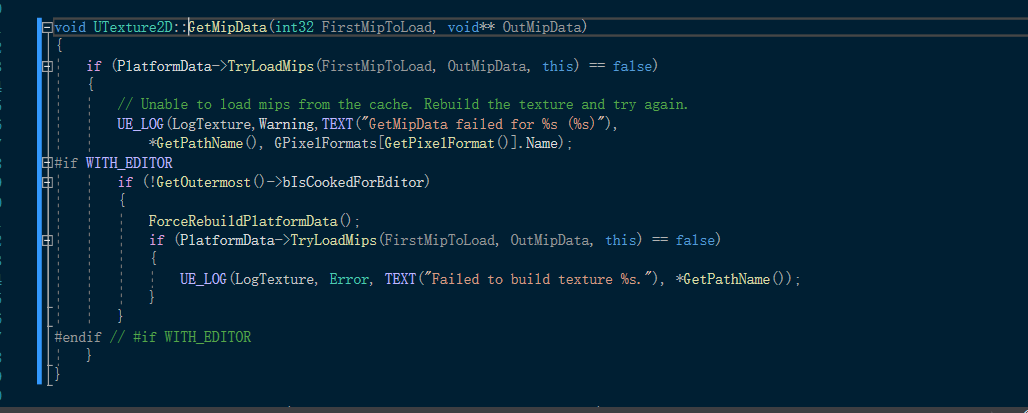 void UTexture2D::GetMipData(int32 FirstMipToLoad, void** OutMipData)
{
if (PlatformData->TryLoadMips(FirstMipToLoad, OutMipData, this) == false)
{
// Unable to load mips from the cache. Rebuild the texture and try again.
UE_LOG(LogTexture,Warning,TEXT("GetMipData failed for %s (%s)"),
*GetPathName(), GPixelFormats[GetPixelFormat()].Name);
#if WITH_EDITOR
if (!GetOutermost()->bIsCookedForEditor)
{
ForceRebuildPlatformData();
if (PlatformData->TryLoadMips(FirstMipToLoad, OutMipData, this) == false)
{
UE_LOG(LogTexture, Error, TEXT("Failed to build texture %s."), *GetPathName());
}
}
#endif // #if WITH_EDITOR
}
}